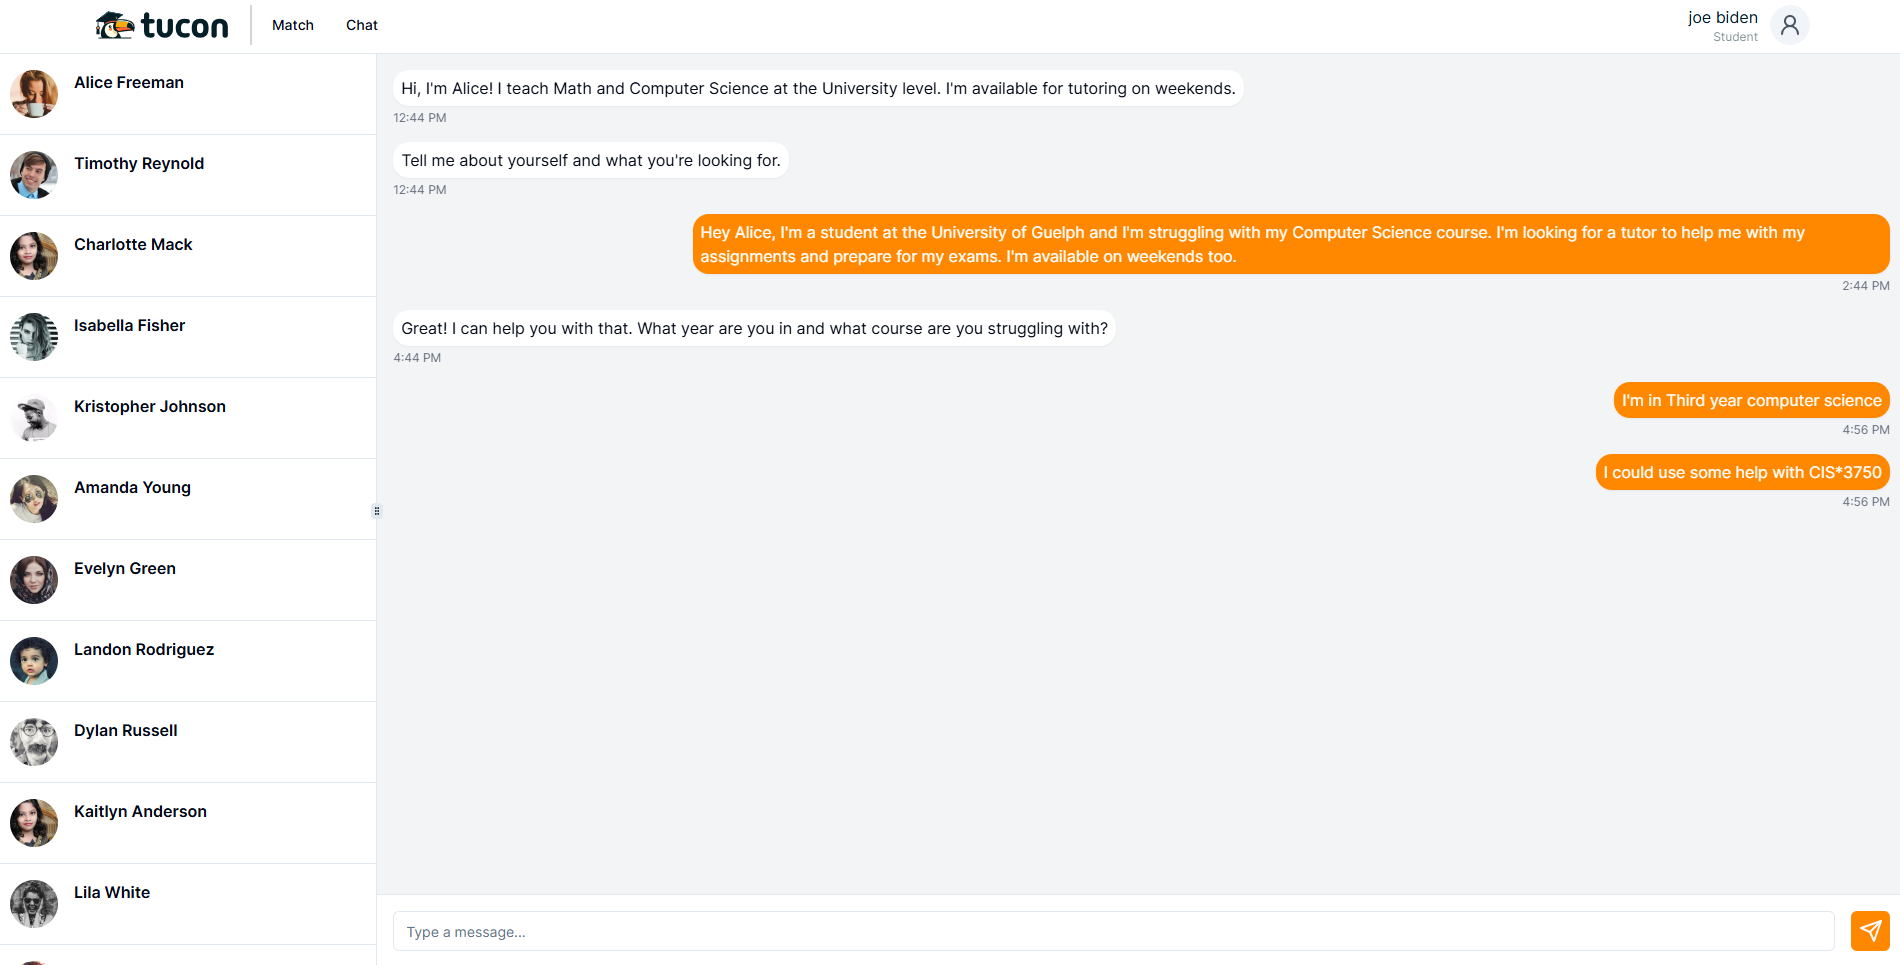 tucon
Match
Chat
joe biden
Student
Alice Freeman
Timothy Reynold
Charlotte Mack
Isabella Fisher
Kristopher Johnson
Amanda Young
Evelyn Green
Landon Rodriguez
Dylan Russell
Kaitlyn Anderson
Lila White
Hi, I'm Alice! I teach Math and Computer Science at the University level. I'm available for tutoring on weekends.
12:44 PM
Tell me about yourself and what you're looking for.
12:44 PM
Hey Alice, I'm a student at the University of Guelph and I'm struggling with my Computer Science course. I'm looking for a tutor to help me with my
assignments and prepare for my exams. I'm available on weekends too.
2:44 PM
Great! I can help you with that. What year are you in and what course are you struggling with?
4:44 PM
I'm in Third year computer science
4:56 PM
I could use some help with CIS*3750
4:56 PM
Type a message...